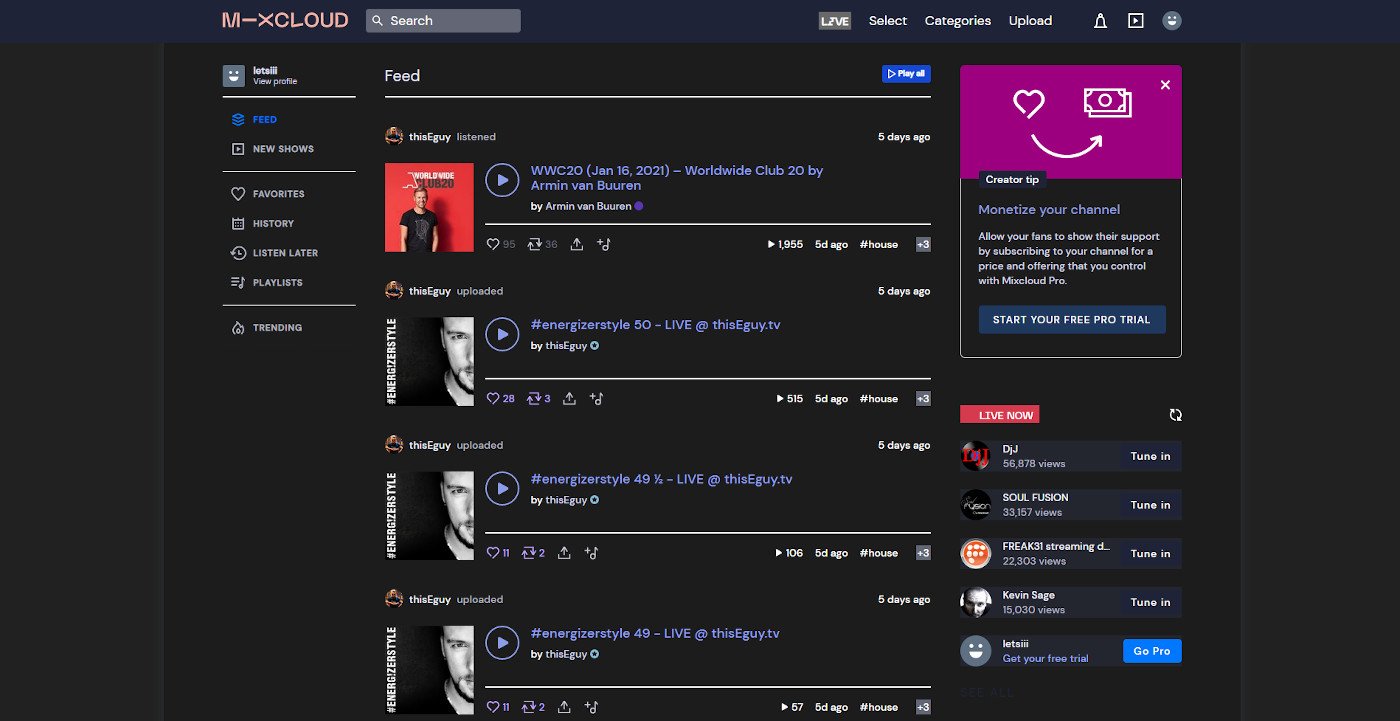 MIXCLOUD
Search
LIVE
Select
Categories
Upload
letsiii
View profile
FEED
NEW SHOWS
FAVORITES
HISTORY
LISTEN LATER
PLAYLISTS
TRENDING
Feed
Play all
thisEguy listened 5 days ago
WORLDWIDE
CLUB20
WWC20 (Jan 16, 2021) – Worldwide Club 20 by
Armin van Buuren
by Armin van Buuren
95 36 1,955 5d ago #house +3
thisEguy uploaded 5 days ago
#ENERG!ZERSTYLE
#energizerstyle 50 - LIVE @ thisEguy.tv
by thisEguy
28 3 515 5d ago #house +3
thisEguy uploaded 5 days ago
#ENERG!ZERSTYLE
#energizerstyle 49 ½ - LIVE @ thisEguy.tv
by thisEguy
11 2 106 5d ago #house +3
thisEguy uploaded 5 days ago
#ENERG!ZERSTYLE
#energizerstyle 49 - LIVE @ thisEguy.tv
by thisEguy
11 2 57 5d ago #house +3
Creator tip
Monetize your channel
Allow your fans to show their support
by subscribing to your channel for a
price and offering that you control
with Mixcloud Pro.
START YOUR FREE PRO TRIAL
LIVE NOW
DjJ
56,878 views
Tune in
SOUL FUSION
33,157 views
Tune in
FREAK31 streaming d...
22,303 views
Tune in
Kevin Sage
15,030 views
Tune in
letsiii
Get your free trial
Go Pro
SEE ALL